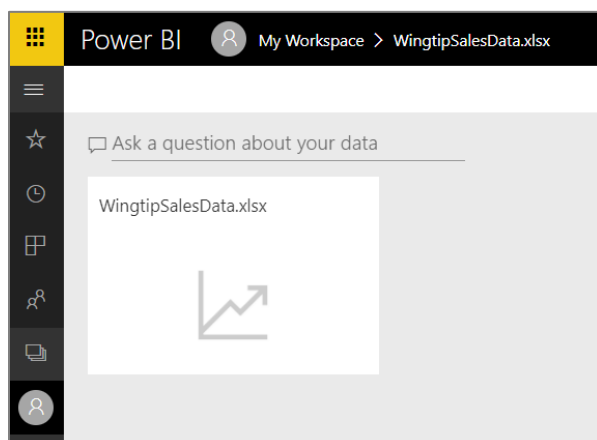 Power BI My Workspace > WingtipSalesData.xlsx
Ask a question about your data
WingtipSalesData.xlsx